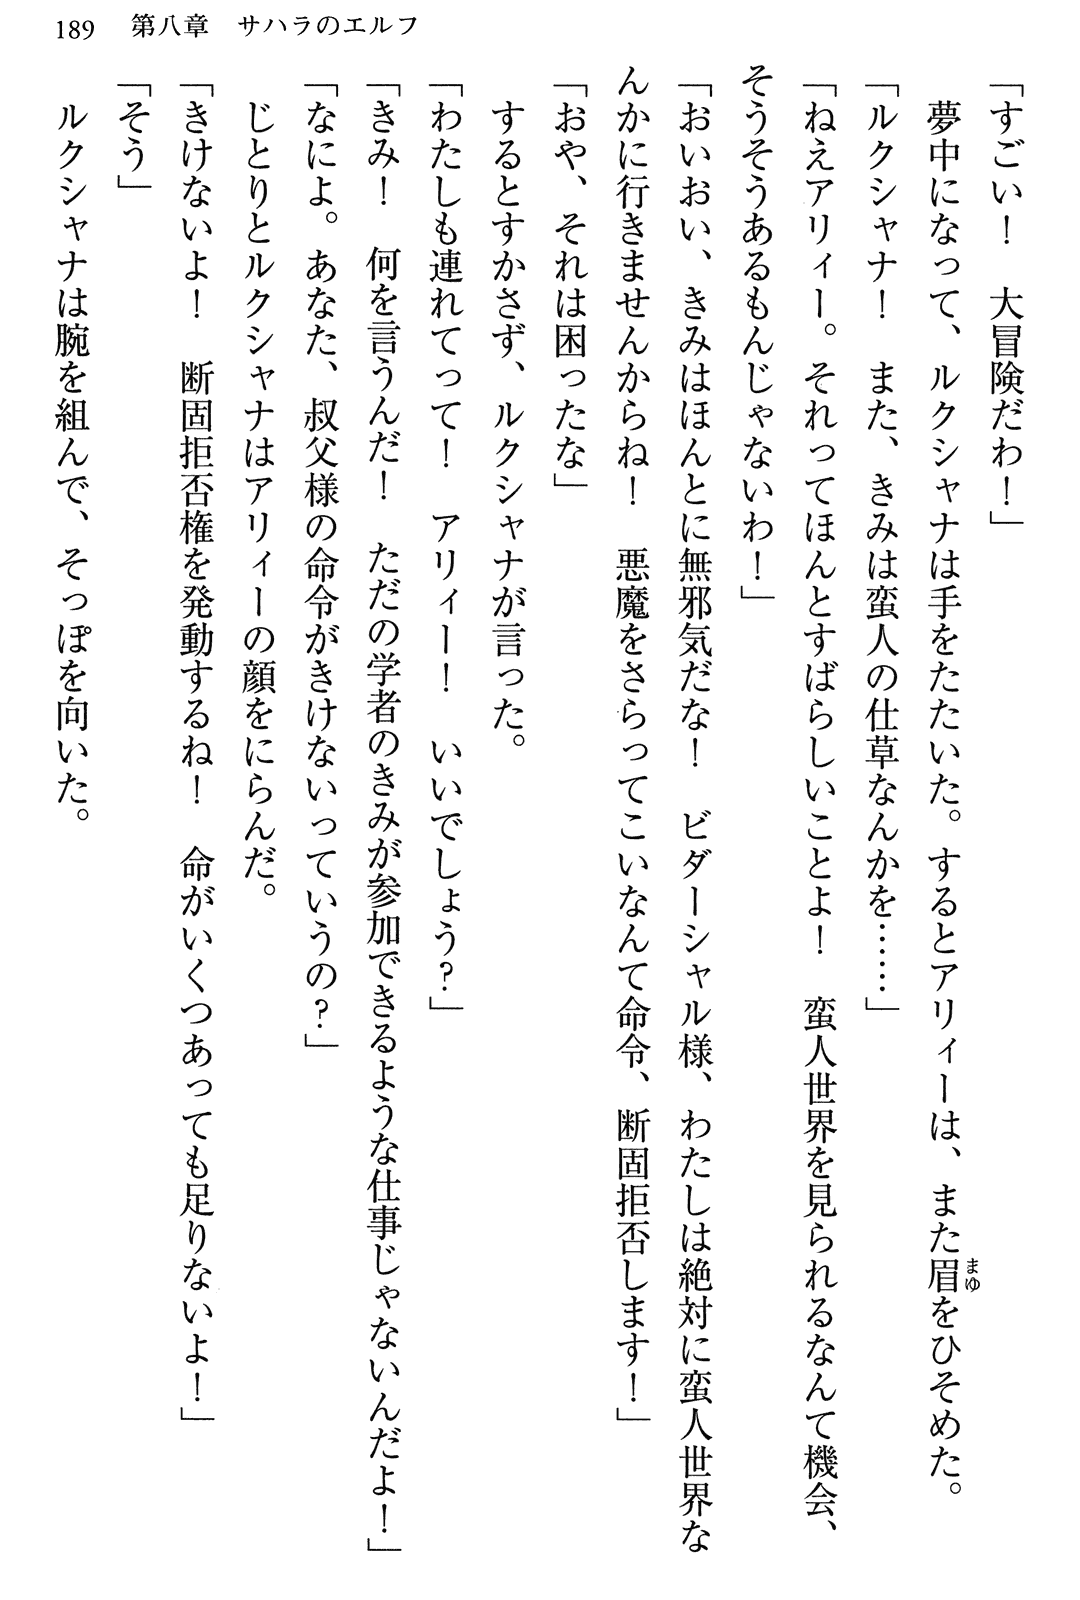 189　第八章　サハラのエルフ
「すごい！　大冒険だわ！」
　夢中になって、ルクシャナは手をたたいた。するとアリィーは、また眉をひそめた。
「ルクシャナ！　また、きみは蛮人の仕草なんかを……」
「ねえアリィー。それってほんとすばらしいことよ！　蛮人世界を見られるなんて機会、
そうそうあるもんじゃないわ！」
「おいおい、きみはほんとに無邪気だな！　ビダーシャル様、わたしは絶対に蛮人世界な
んかに行きませんからね！　悪魔をさらってこいなんて命令、断固拒否します！」
「おや、それは困ったな」
　するとすかさず、ルクシャナが言った。
「わたしも連れてって！　アリィー！　いいでしょう？」
「きみ！　何を言うんだ！　ただの学者のきみが参加できるような仕事じゃないんだよ！」
「なによ。あなた、叔父様の命令がきけないっていうの？」
　じとりとルクシャナはアリィーの顔をにらんだ。
「きけないよ！　断固拒否権を発動するね！　命がいくつあっても足りないよ！」
「そう」
　ルクシャナは腕を組んで、そっぽを向いた。
まゆ